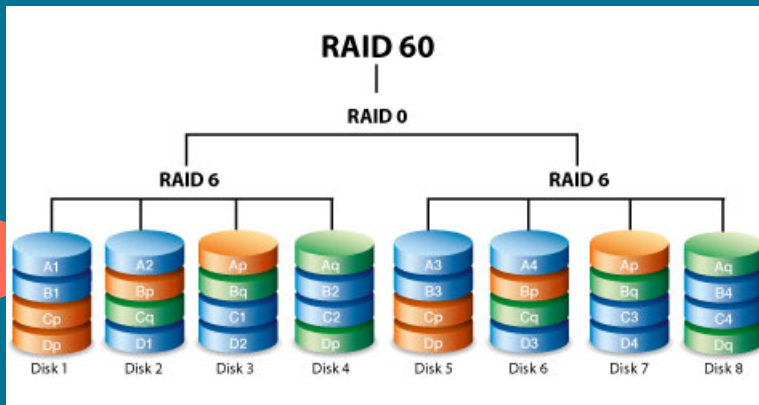 RAID 60
RAID 0
RAID 6 RAID 6
A1 A2 Ap Aq A3 A4 Ap Aq
B1 Bp Bq B2 B3 Bp Bq B4
Cp Cq C1 C2 Cp Cq C3 C4
Dp D1 D2 Dp Dp D3 D4 Dq
Disk 1 Disk 2 Disk 3 Disk 4 Disk 5 Disk 6 Disk 7 Disk 8